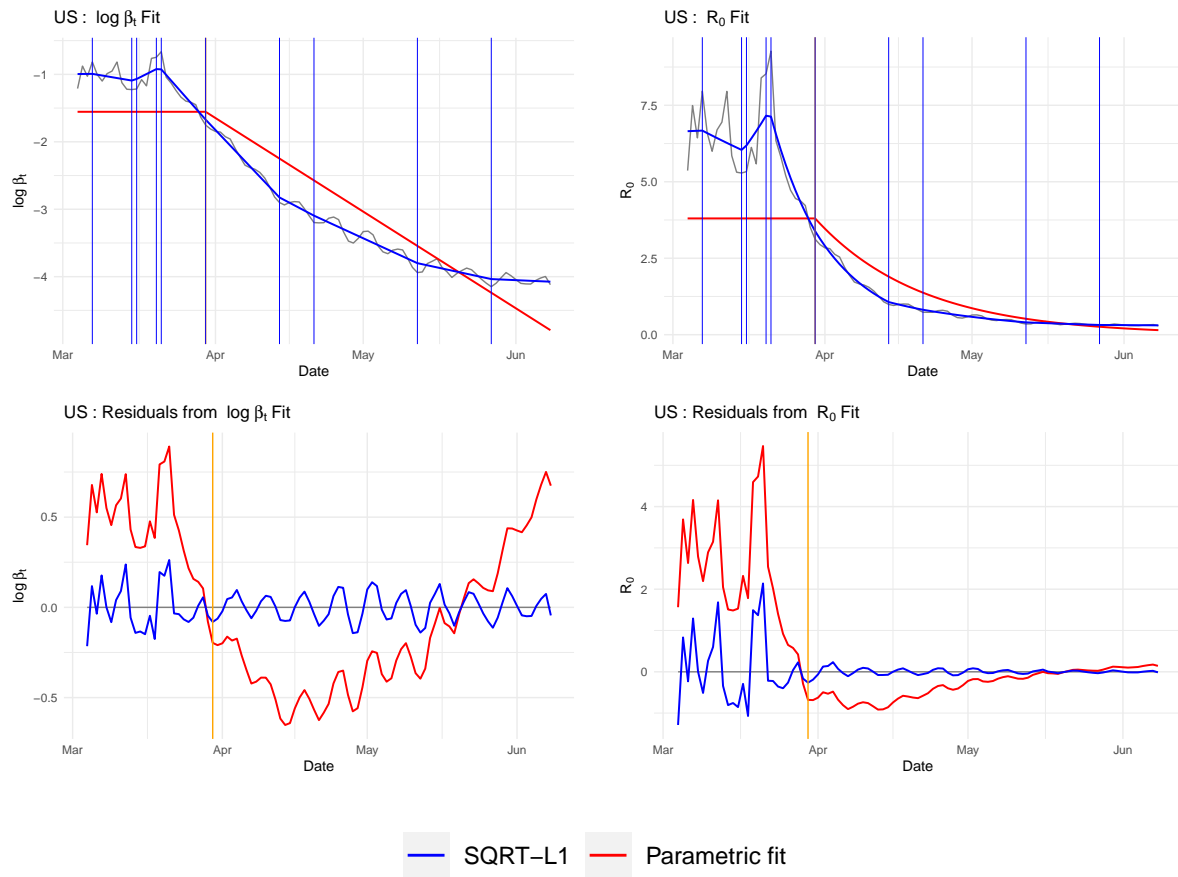 US : log βt Fit
US : R0 Fit
log βt
−1
−2
−3
−4
Mar
Apr
May
Jun
Date
R0
7.5
5.0
2.5
0.0
Mar
Apr
May
Jun
Date
US : Residuals from log βt Fit
US : Residuals from R0 Fit
log βt
0.5
0.0
−0.5
Mar
Apr
May
Jun
Date
R0
4
2
0
Mar
Apr
May
Jun
Date
SQRT−L1
Parametric fit